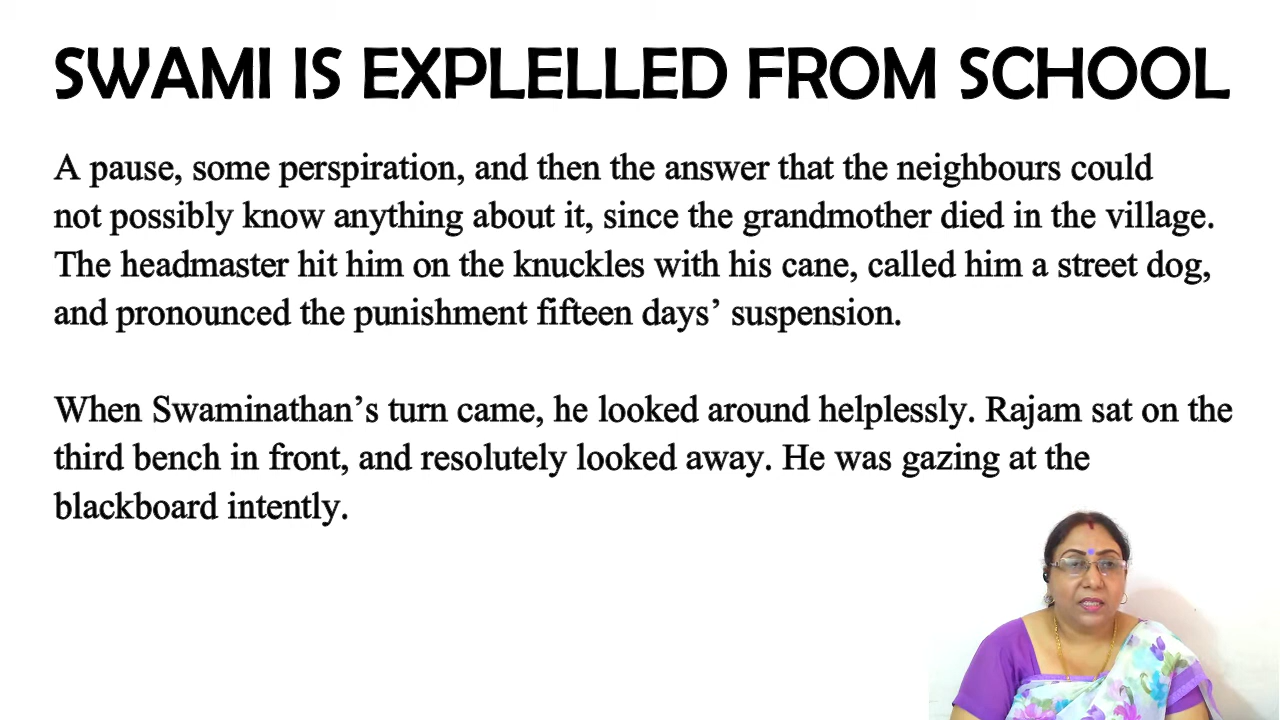 SWAMI IS EXPLELLED FROM SCHOOL
A pause, some perspiration, and then the answer that the neighbours could
not possibly know anything about it, since the grandmother died in the village.
The headmaster hit him on the knuckles with his cane, called him a street dog,
and pronounced the punishment fifteen days’ suspension.
When Swaminathan’s turn came, he looked around helplessly. Rajam sat on the
third bench in front, and resolutely looked away. He was gazing at the
blackboard intently.